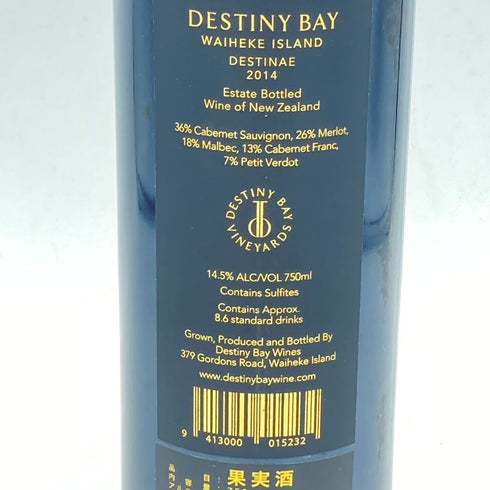 DESTINY BAY
WAIHEKE ISLAND
DESTINAE
2014
Estate Bottled
Wine of New Zealand
36% Cabernet Sauvignon, 26% Merlot,
18% Malbec, 13% Cabernet Franc,
7% Petit Verdot
DESTINY BAY
VINEYARDS
14.5% ALC/VOL 750ml
Contains Sulfites
Contains Approx.
8.6 standard drinks
Grown, Produced and Bottled By
Destiny Bay Wines
379 Gordons Road, Waiheke Island
www.destinybaywine.com
9 413000 015232
品目：果実酒